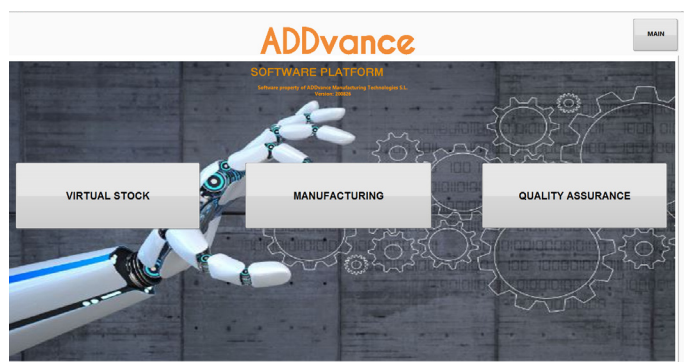 ADDvance
MAIN
SOFTWARE PLATFORM
Software property of ADDvance Manufacturing Technologies S.L.
VIRTUAL STOCK
MANUFACTURING
QUALITY ASSURANCE